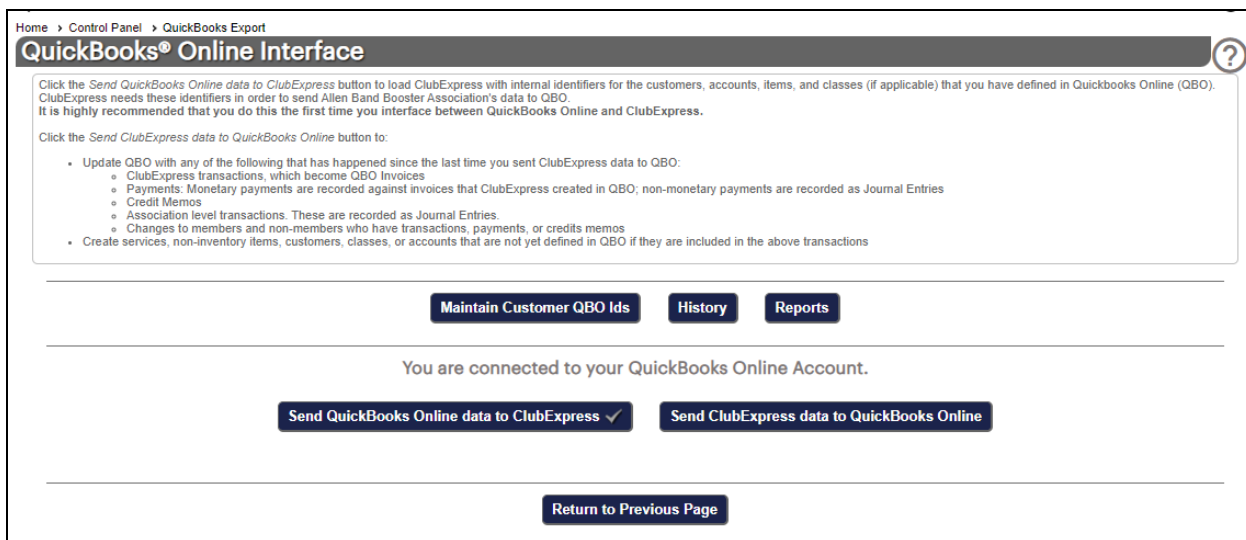 Home > Control Panel > QuickBooks Export
QuickBooks® Online Interface
?
Click the Send QuickBooks Online data to ClubExpress button to load ClubExpress with internal identifiers for the customers, accounts, items, and classes (if applicable) that you have defined in Quickbooks Online (QBO).
ClubExpress needs these identifiers in order to send Allen Band Booster Association's data to QBO.
It is highly recommended that you do this the first time you interface between QuickBooks Online and ClubExpress.
Click the Send ClubExpress data to QuickBooks Online button to:
• Update QBO with any of the following that has happened since the last time you sent ClubExpress data to QBO:
○ ClubExpress transactions, which become QBO Invoices
○ Payments: Monetary payments are recorded against invoices that ClubExpress created in QBO; non-monetary payments are recorded as Journal Entries
○ Credit Memos
○ Association level transactions. These are recorded as Journal Entries.
○ Changes to members and non-members who have transactions, payments, or credits memos
• Create services, non-inventory items, customers, classes, or accounts that are not yet defined in QBO if they are included in the above transactions
Maintain Customer QBO Ids History Reports
You are connected to your QuickBooks Online Account.
Send QuickBooks Online data to ClubExpress ✓ Send ClubExpress data to QuickBooks Online
Return to Previous Page